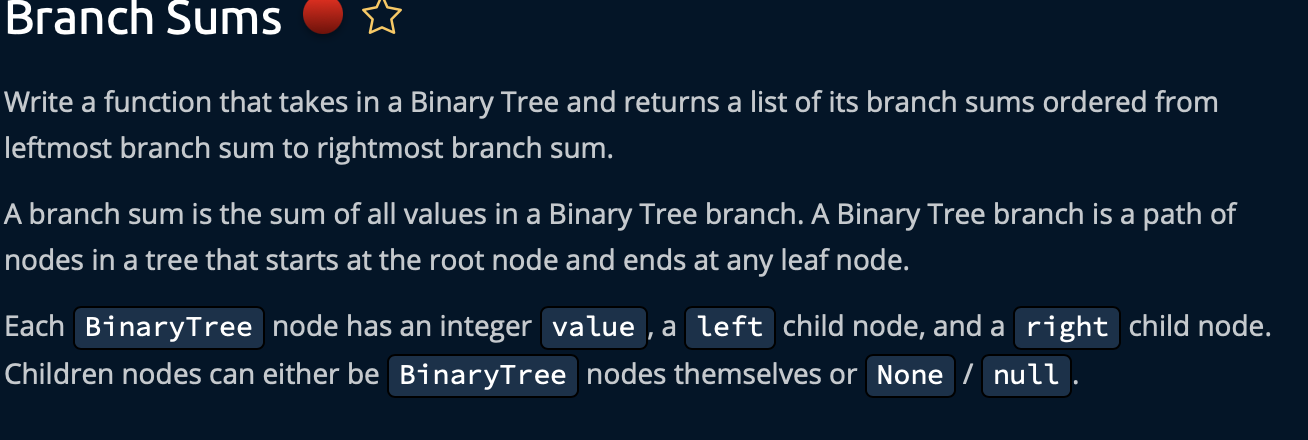 Branch Sums
Write a function that takes in a Binary Tree and returns a list of its branch sums ordered from
leftmost branch sum to rightmost branch sum.
A branch sum is the sum of all values in a Binary Tree branch. A Binary Tree branch is a path of
nodes in a tree that starts at the root node and ends at any leaf node.
Each BinaryTree node has an integer value, a left child node, and a right child node.
Children nodes can either be BinaryTree nodes themselves or None / null.